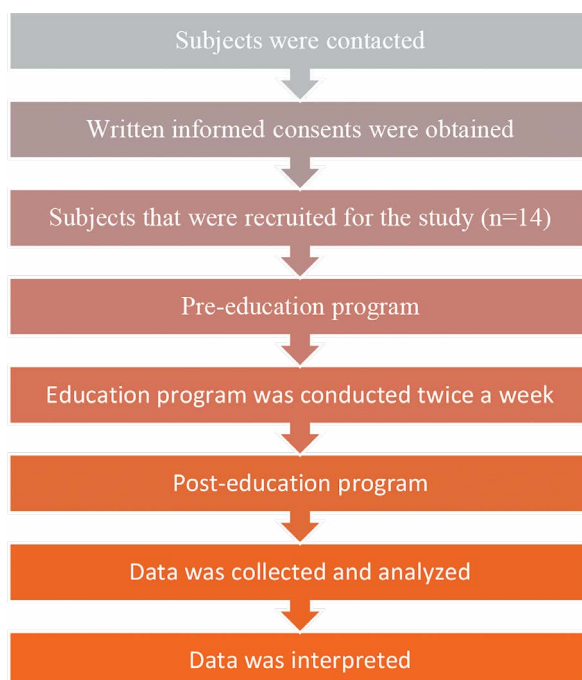 Subjects were contacted
Written informed consents were obtained
Subjects that were recruited for the study (n=14)
Pre-education program
Education program was conducted twice a week
Post-education program
Data was collected and analyzed
Data was interpreted